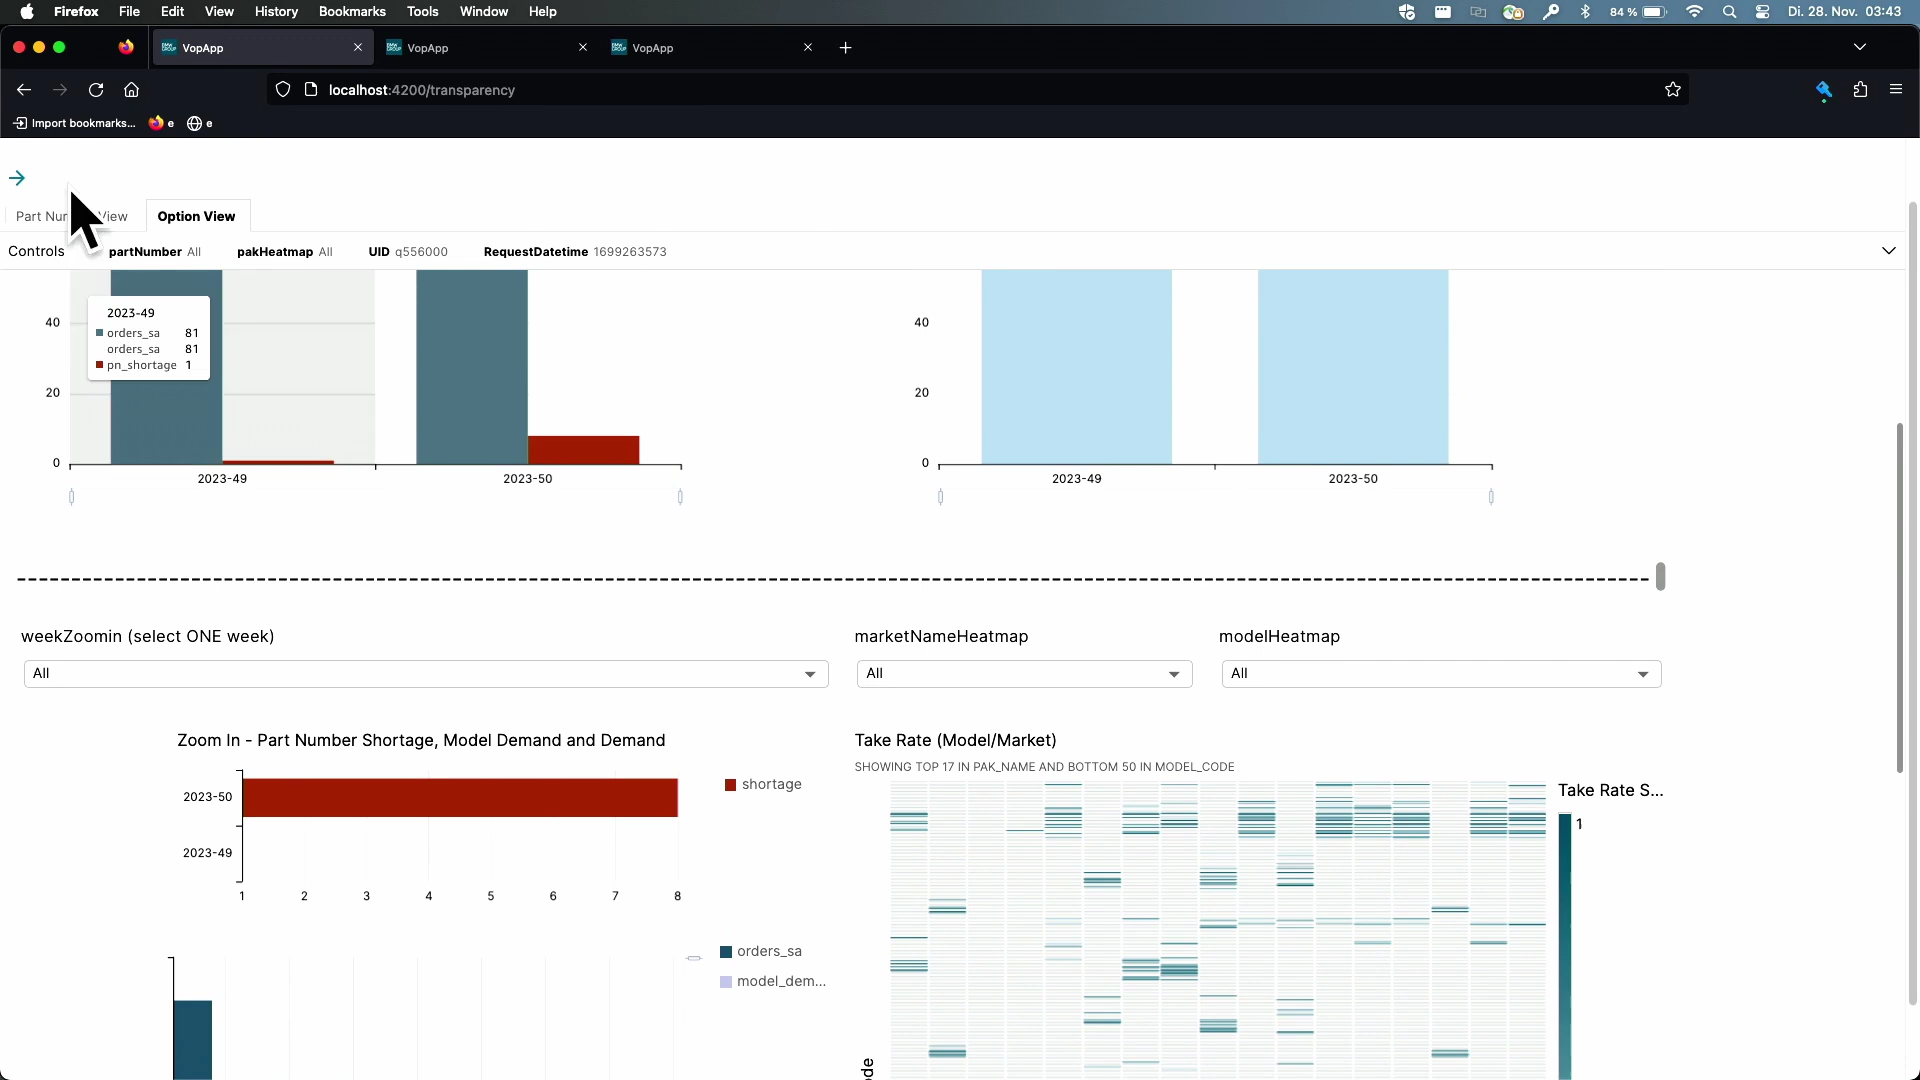 Firefox File Edit View History Bookmarks Tools Window Help 84 % Di. 28. Nov. 03:43
VopApp VopApp VopApp
localhost:4200/transparency
Import bookmarks... e e
Part Nu View Option View
Controls partNumber All pakHeatmap All UID q556000 RequestDatetime 1699263573
2023-49
orders_sa 81
orders_sa 81
pn_shortage 1
40
20
0
2023-49 2023-50
40
20
0
2023-49 2023-50
weekZoomin (select ONE week) marketNameHeatmap modelHeatmap
All All All
Zoom In - Part Number Shortage, Model Demand and Demand
shortage
2023-50
2023-49
1 2 3 4 5 6 7 8
orders_sa
model_dem...
Take Rate (Model/Market)
SHOWING TOP 17 IN PAK_NAME AND BOTTOM 50 IN MODEL_CODE
Take Rate S...
1
de